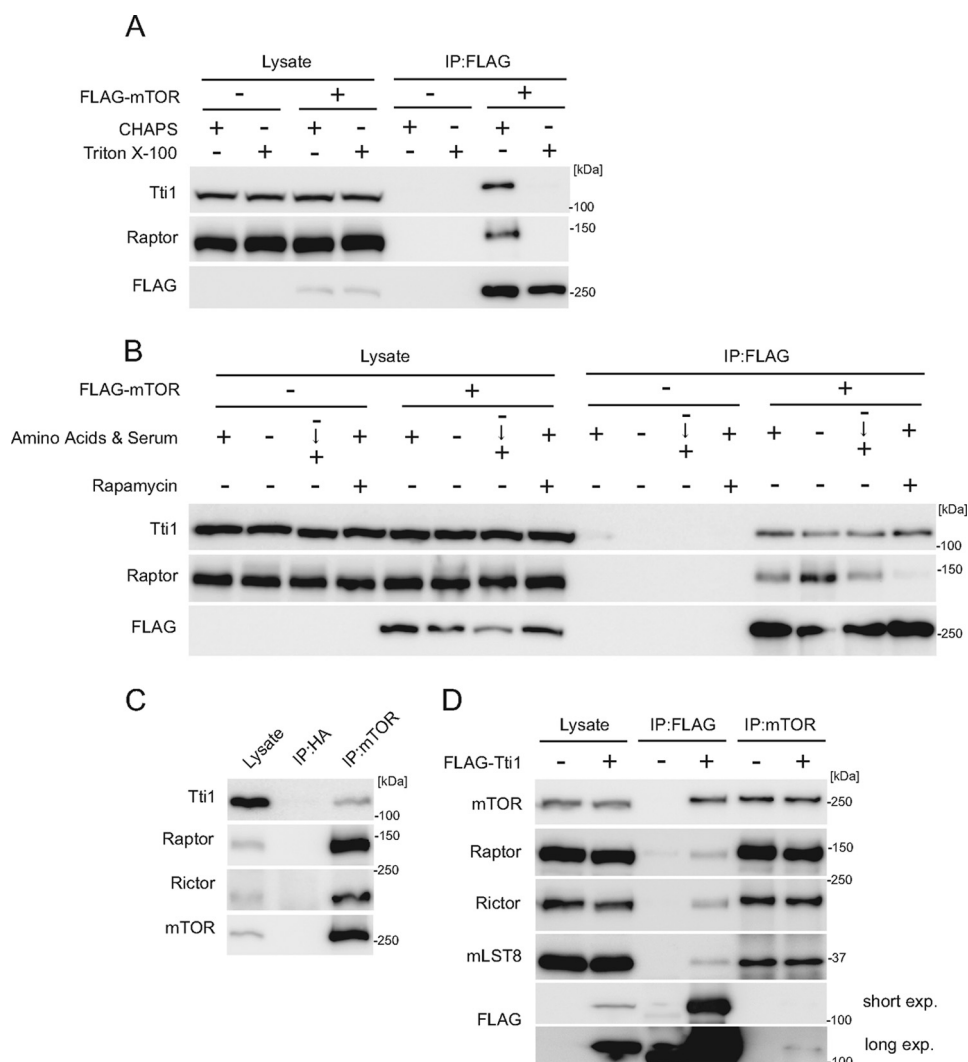 A
Lysate IP:FLAG
FLAG-mTOR - + - +
CHAPS + - + - + - + -
Triton X-100 - + - + - + - +
[kDa]
Tti1 -100
Raptor -150
FLAG -250
B
Lysate IP:FLAG
FLAG-mTOR - + - +
Amino Acids & Serum + - -↓+ + + - -↓+ + + - -↓+ + + - -↓+ +
Rapamycin - - - + - - - + - - - + - - - +
[kDa]
Tti1 -100
Raptor -150
FLAG -250
C
Lysate IP:HA IP:mTOR
[kDa]
Tti1 -100
Raptor -150
Rictor 250
mTOR -250
D
Lysate IP:FLAG IP:mTOR
FLAG-Tti1 - + - + - +
[kDa]
mTOR -250
Raptor -150
Rictor 250
mLST8 -37
FLAG short exp.
-100
long exp.
-100